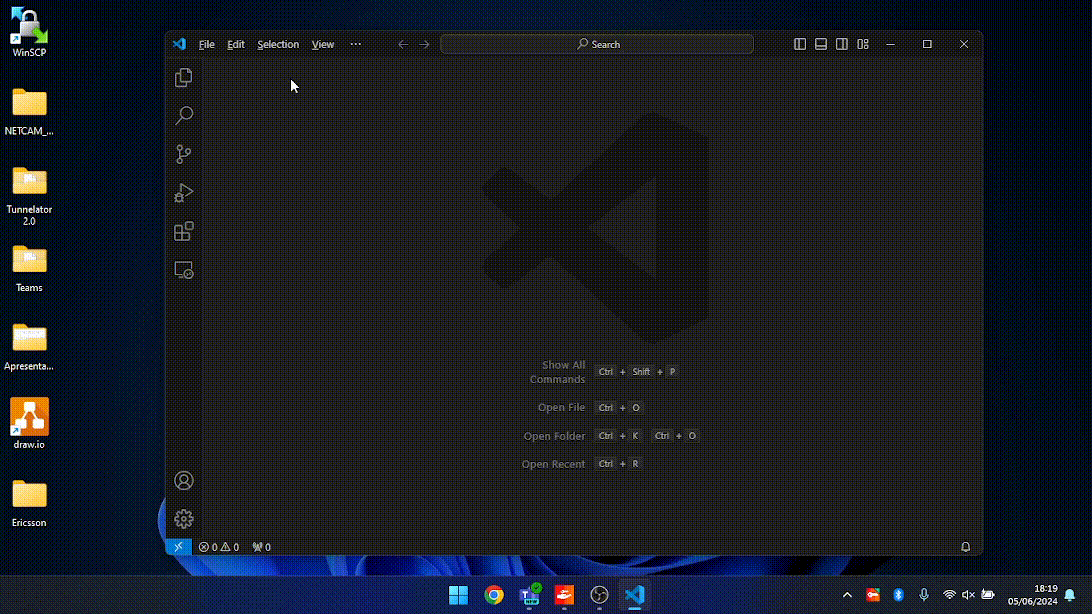 WinSCP
NETCAM_...
Tunnelator
2.0
Teams
Apresenta...
draw.io
Ericsson
File Edit Selection View ...
Search
Show All
Commands
Ctrl + Shift + P
Open File Ctrl + O
Open Folder Ctrl + K Ctrl + O
Open Recent Ctrl + R
0 0 0
T
NEW
18:19
05/06/2024